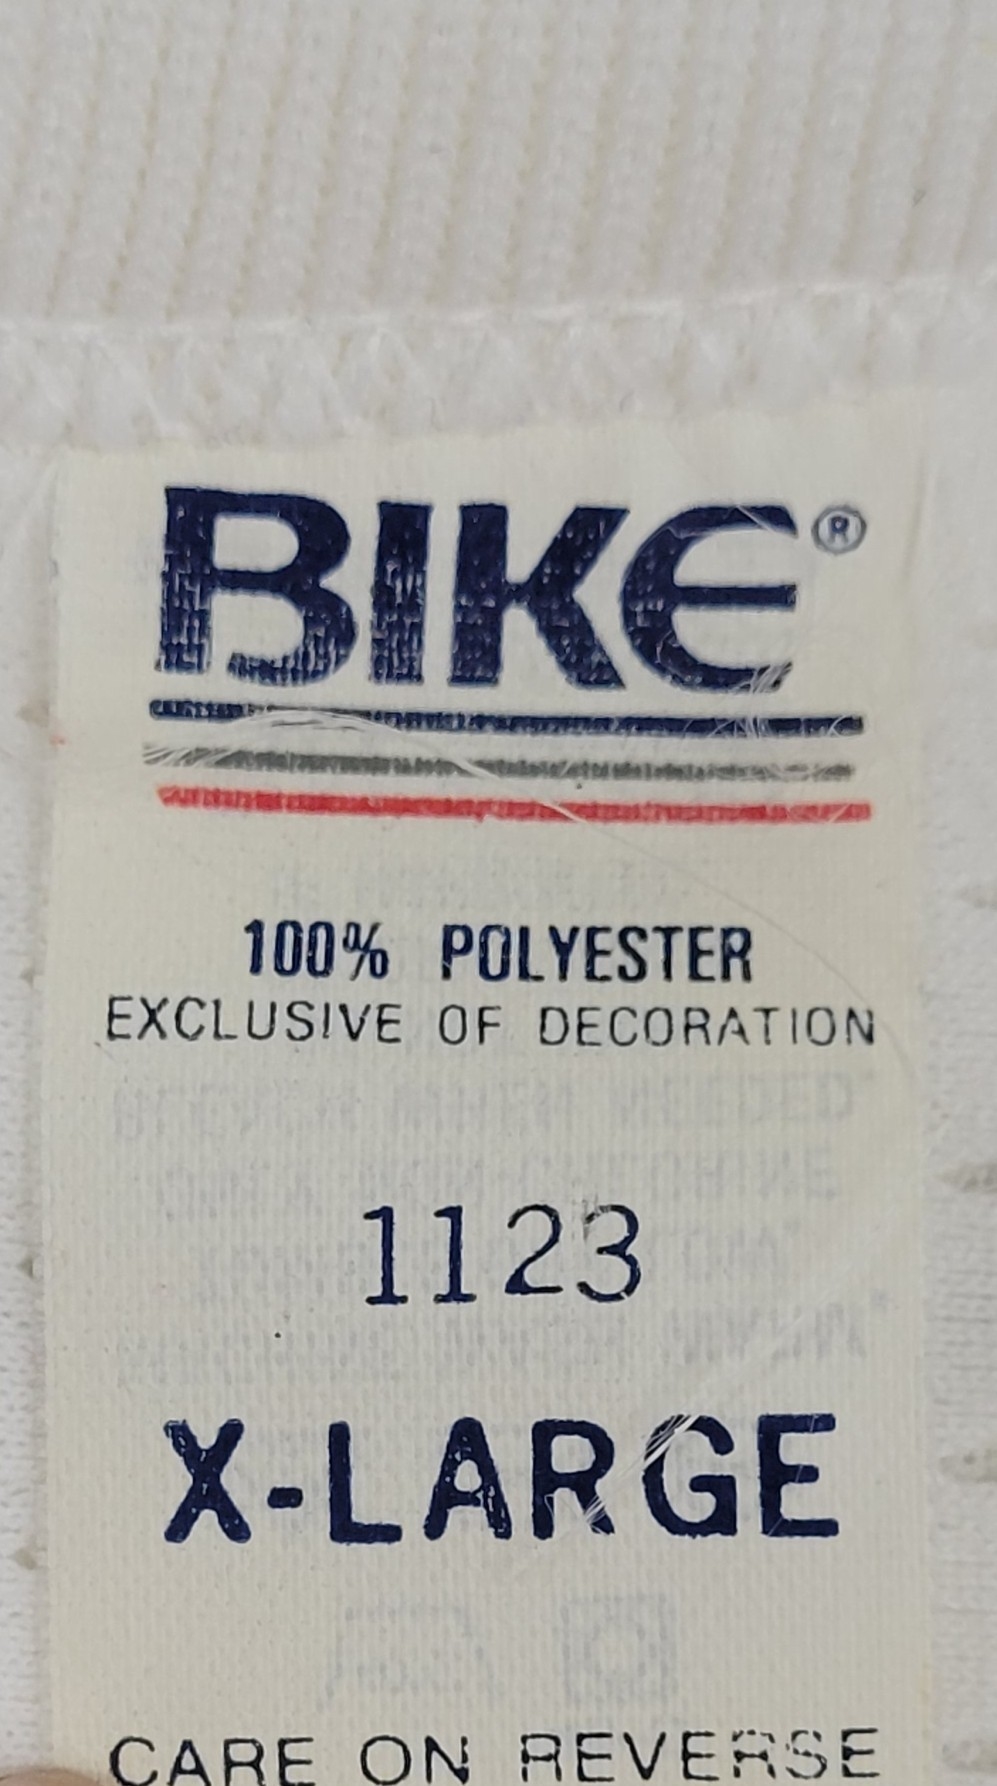 BIKE®
100% POLYESTER
EXCLUSIVE OF DECORATION
1123
X-LARGE
CARE ON REVERSE